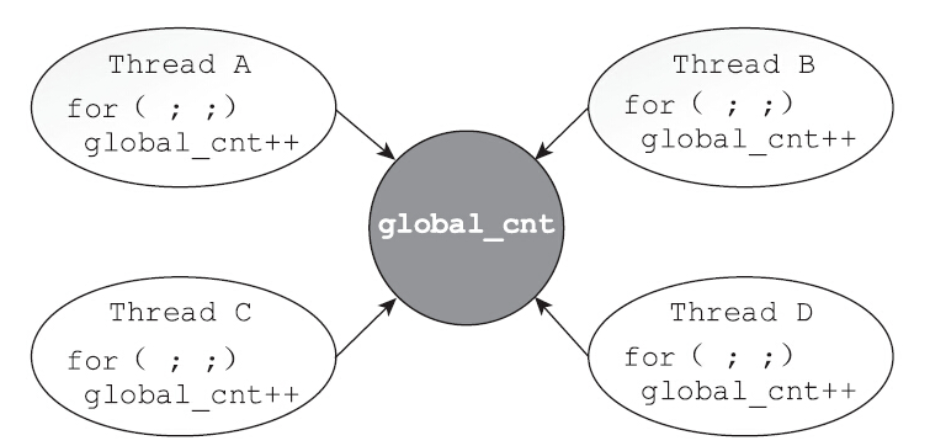 Thread A
for ( ; ;)
global_cnt++
Thread B
for ( ; ;)
global_cnt++
global_cnt
Thread C
for ( ; ;)
global_cnt++
Thread D
for ( ; ;)
global_cnt++